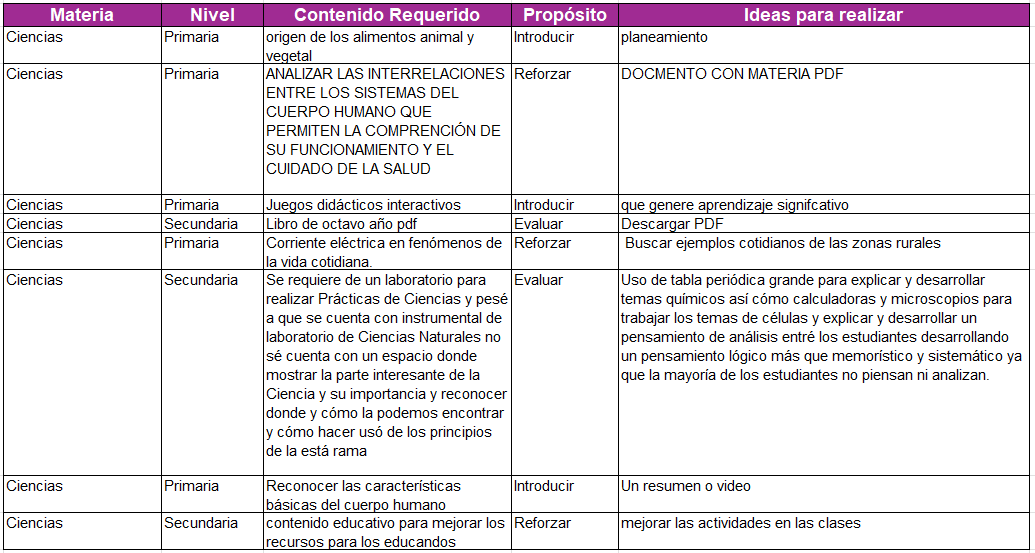 Materia Nivel Contenido Requerido Propósito Ideas para realizar
Ciencias Primaria origen de los alimentos animal y Introducir planeamiento
vegetal
Ciencias Primaria ANALIZAR LAS INTERRELACIONES Reforzar DOCMENTO CON MATERIA PDF
ENTRE LOS SISTEMAS DEL
CUERPO HUMANO QUE
PERMITEN LA COMPRENCIÓN DE
SU FUNCIONAMIENTO Y EL
CUIDADO DE LA SALUD
Ciencias Primaria Juegos didácticos interactivos Introducir que genere aprendizaje signifcativo
Ciencias Secundaria Libro de octavo año pdf Evaluar Descargar PDF
Ciencias Primaria Corriente eléctrica en fenómenos de Reforzar Buscar ejemplos cotidianos de las zonas rurales
la vida cotidiana.
Ciencias Secundaria Se requiere de un laboratorio para Evaluar Uso de tabla periódica grande para explicar y desarrollar
realizar Prácticas de Ciencias y pesé temas químicos así cómo calculadoras y microscopios para
a que se cuenta con instrumental de trabajar los temas de células y explicar y desarrollar un
laboratorio de Ciencias Naturales no pensamiento de análisis entré los estudiantes desarrollando
sé cuenta con un espacio donde un pensamiento lógico más que memorístico y sistemático ya
mostrar la parte interesante de la que la mayoría de los estudiantes no piensan ni analizan.
Ciencia y su importancia y reconocer
donde y cómo la podemos encontrar
y cómo hacer usó de los principios
de la está rama
Ciencias Primaria Reconocer las características Introducir Un resumen o video
básicas del cuerpo humano
Ciencias Secundaria contenido educativo para mejorar los Reforzar mejorar las actividades en las clases
recursos para los educandos